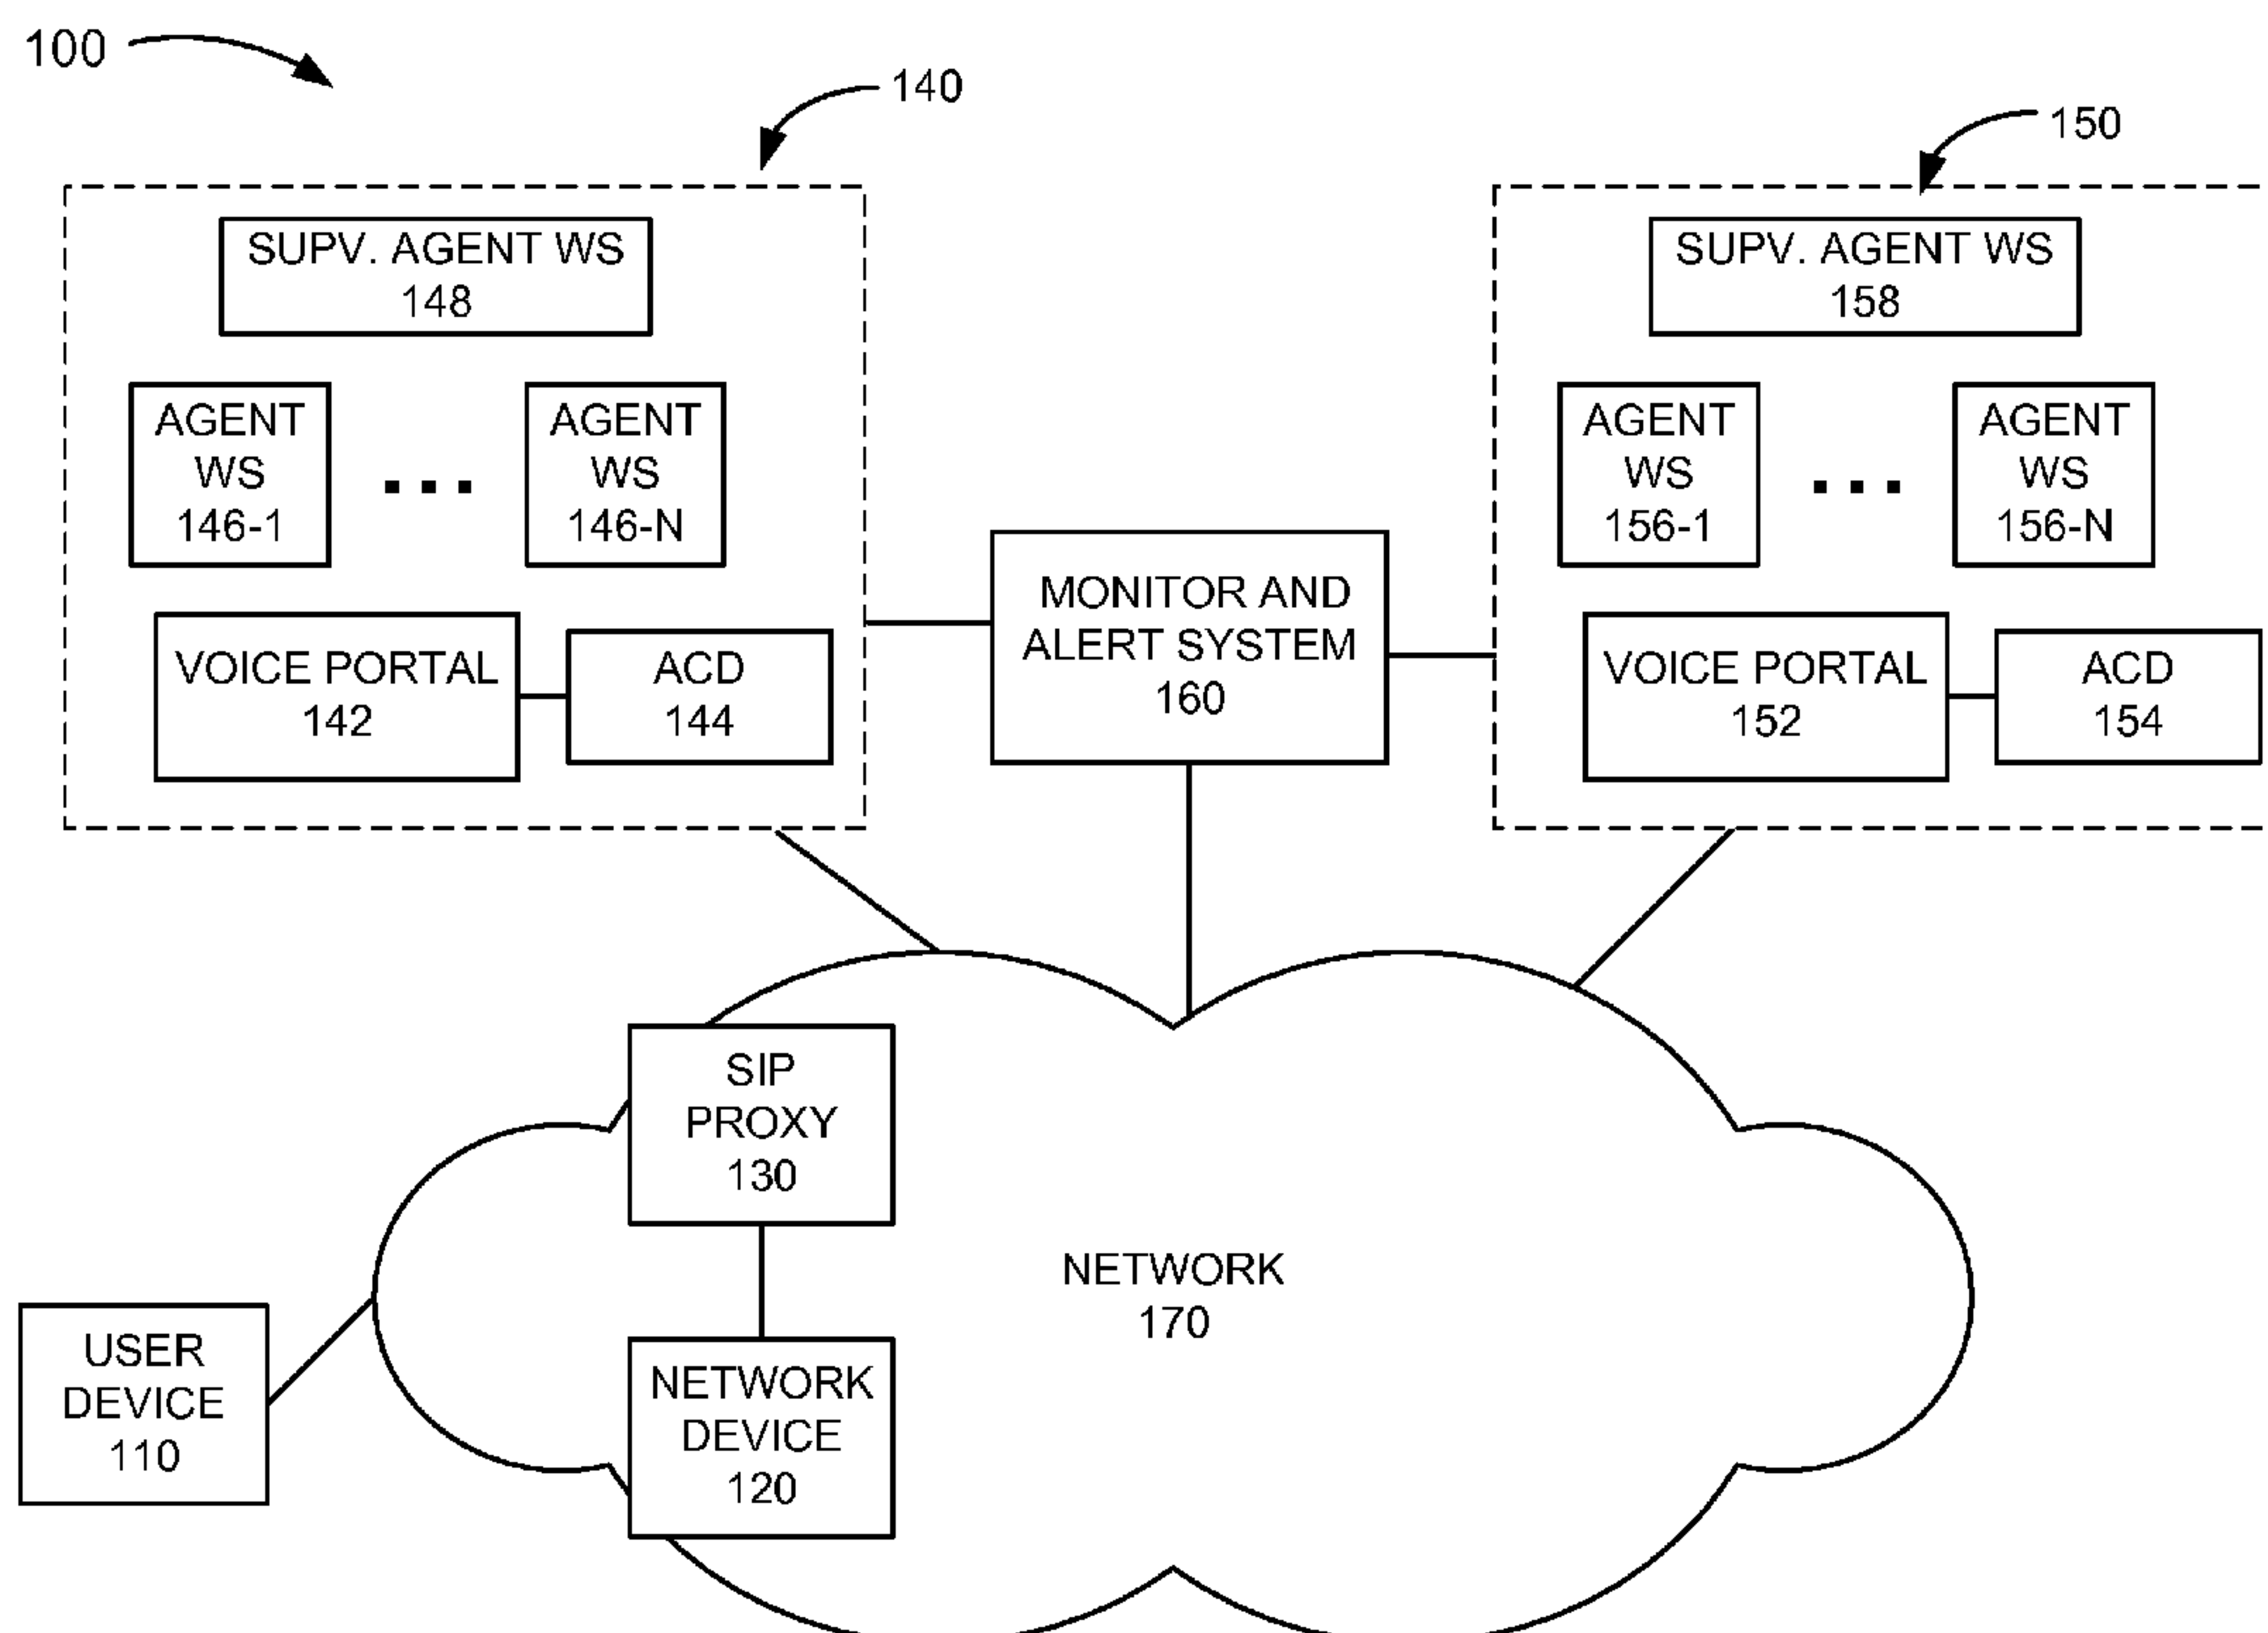 100
140
150
SUPV. AGENT WS
148
AGENT
WS
146-1
AGENT
WS
146-N
VOICE PORTAL
142
ACD
144
MONITOR AND
ALERT SYSTEM
160
SUPV. AGENT WS
158
AGENT
WS
156-1
AGENT
WS
156-N
VOICE PORTAL
152
ACD
154
SIP
PROXY
130
NETWORK
170
USER
DEVICE
110
NETWORK
DEVICE
120